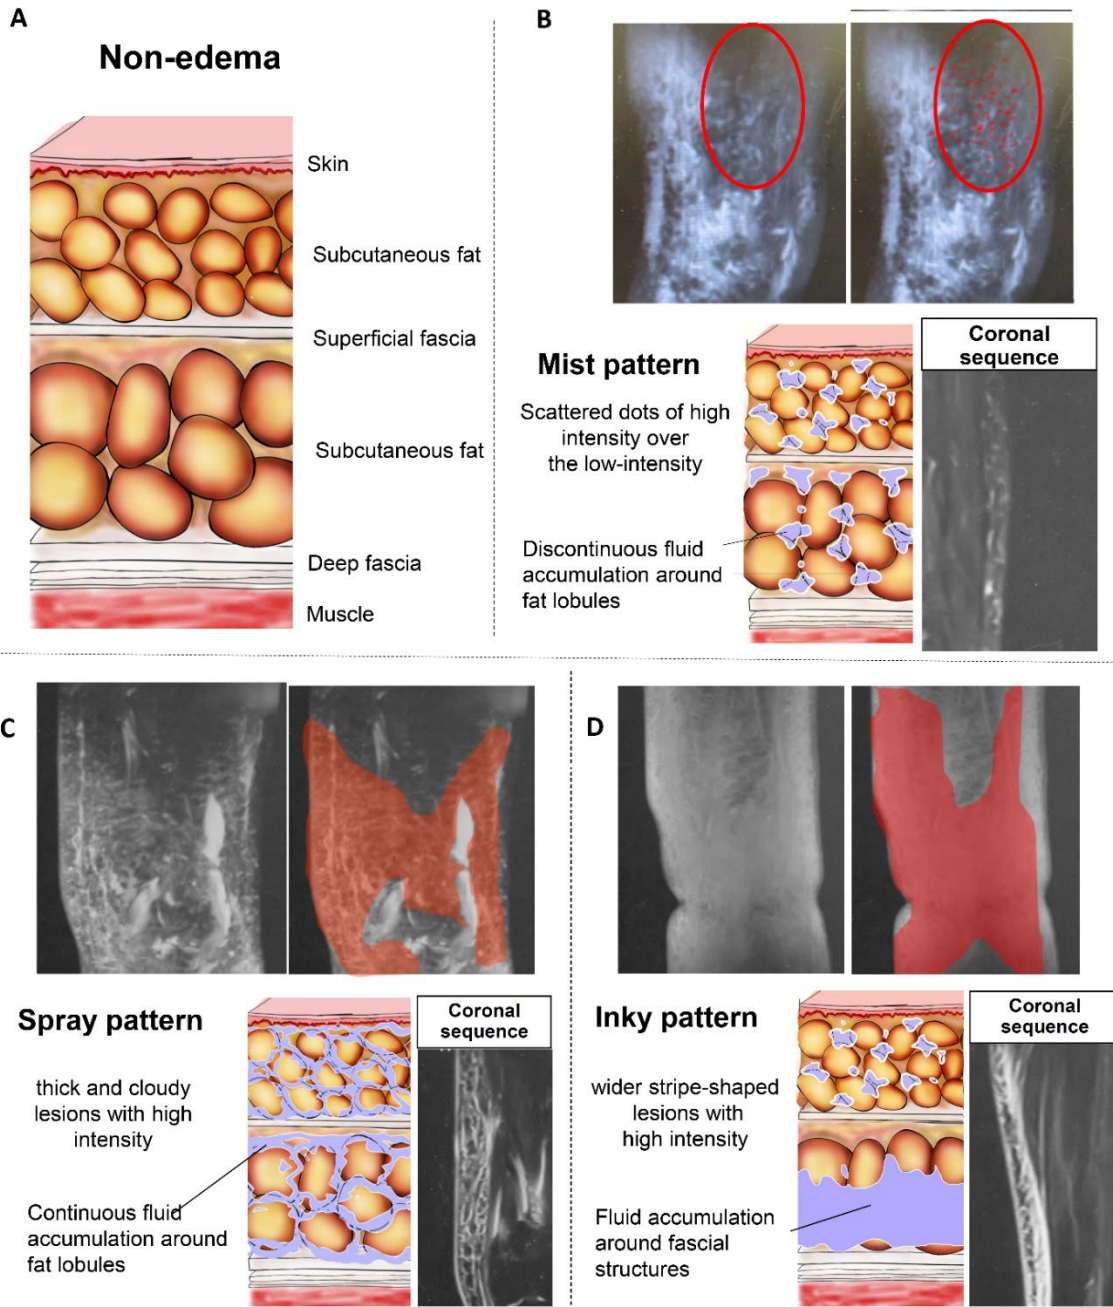 A
Non-edema
Skin
Subcutaneous fat
Superficial fascia
Subcutaneous fat
Deep fascia
Muscle
B
Mist pattern
Scattered dots of high
intensity over
the low-intensity
Discontinuous fluid
accumulation around
fat lobules
Coronal
sequence
C
Spray pattern
thick and cloudy
lesions with high
intensity
Continuous fluid
accumulation around
fat lobules
Coronal
sequence
D
Inky pattern
wider stripe-shaped
lesions with
high intensity
Fluid accumulation
around fascial
structures
Coronal
sequence